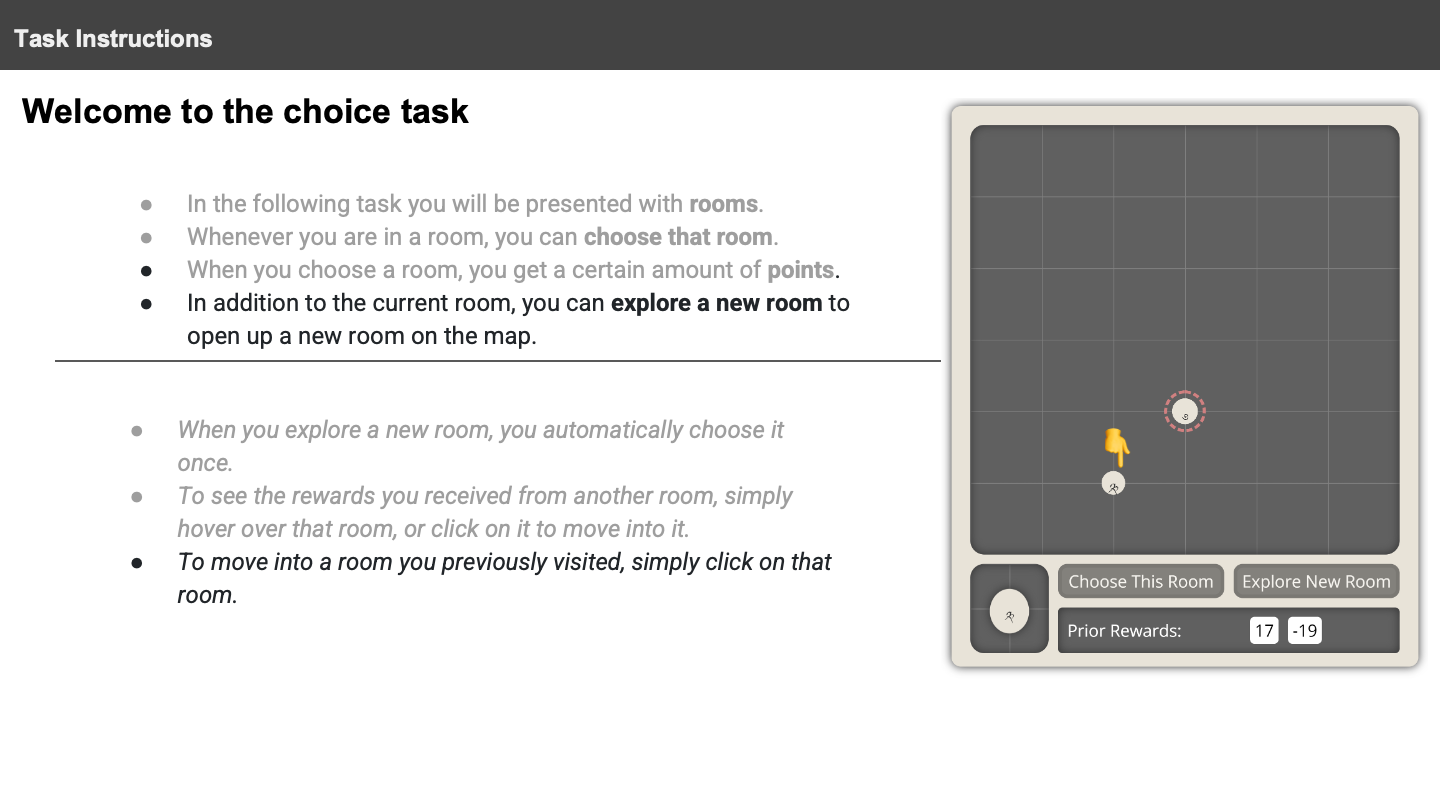 Task Instructions
Welcome to the choice task
In the following task you will be presented with rooms.
Whenever you are in a room, you can choose that room.
When you choose a room, you get a certain amount of points.
In addition to the current room, you can explore a new room to
open up a new room on the map.
When you explore a new room, you automatically choose it
once.
To see the rewards you received from another room, simply
hover over that room, or click on it to move into it.
To move into a room you previously visited, simply click on that
room.
Choose This Room
Explore New Room
Prior Rewards: 17 -19